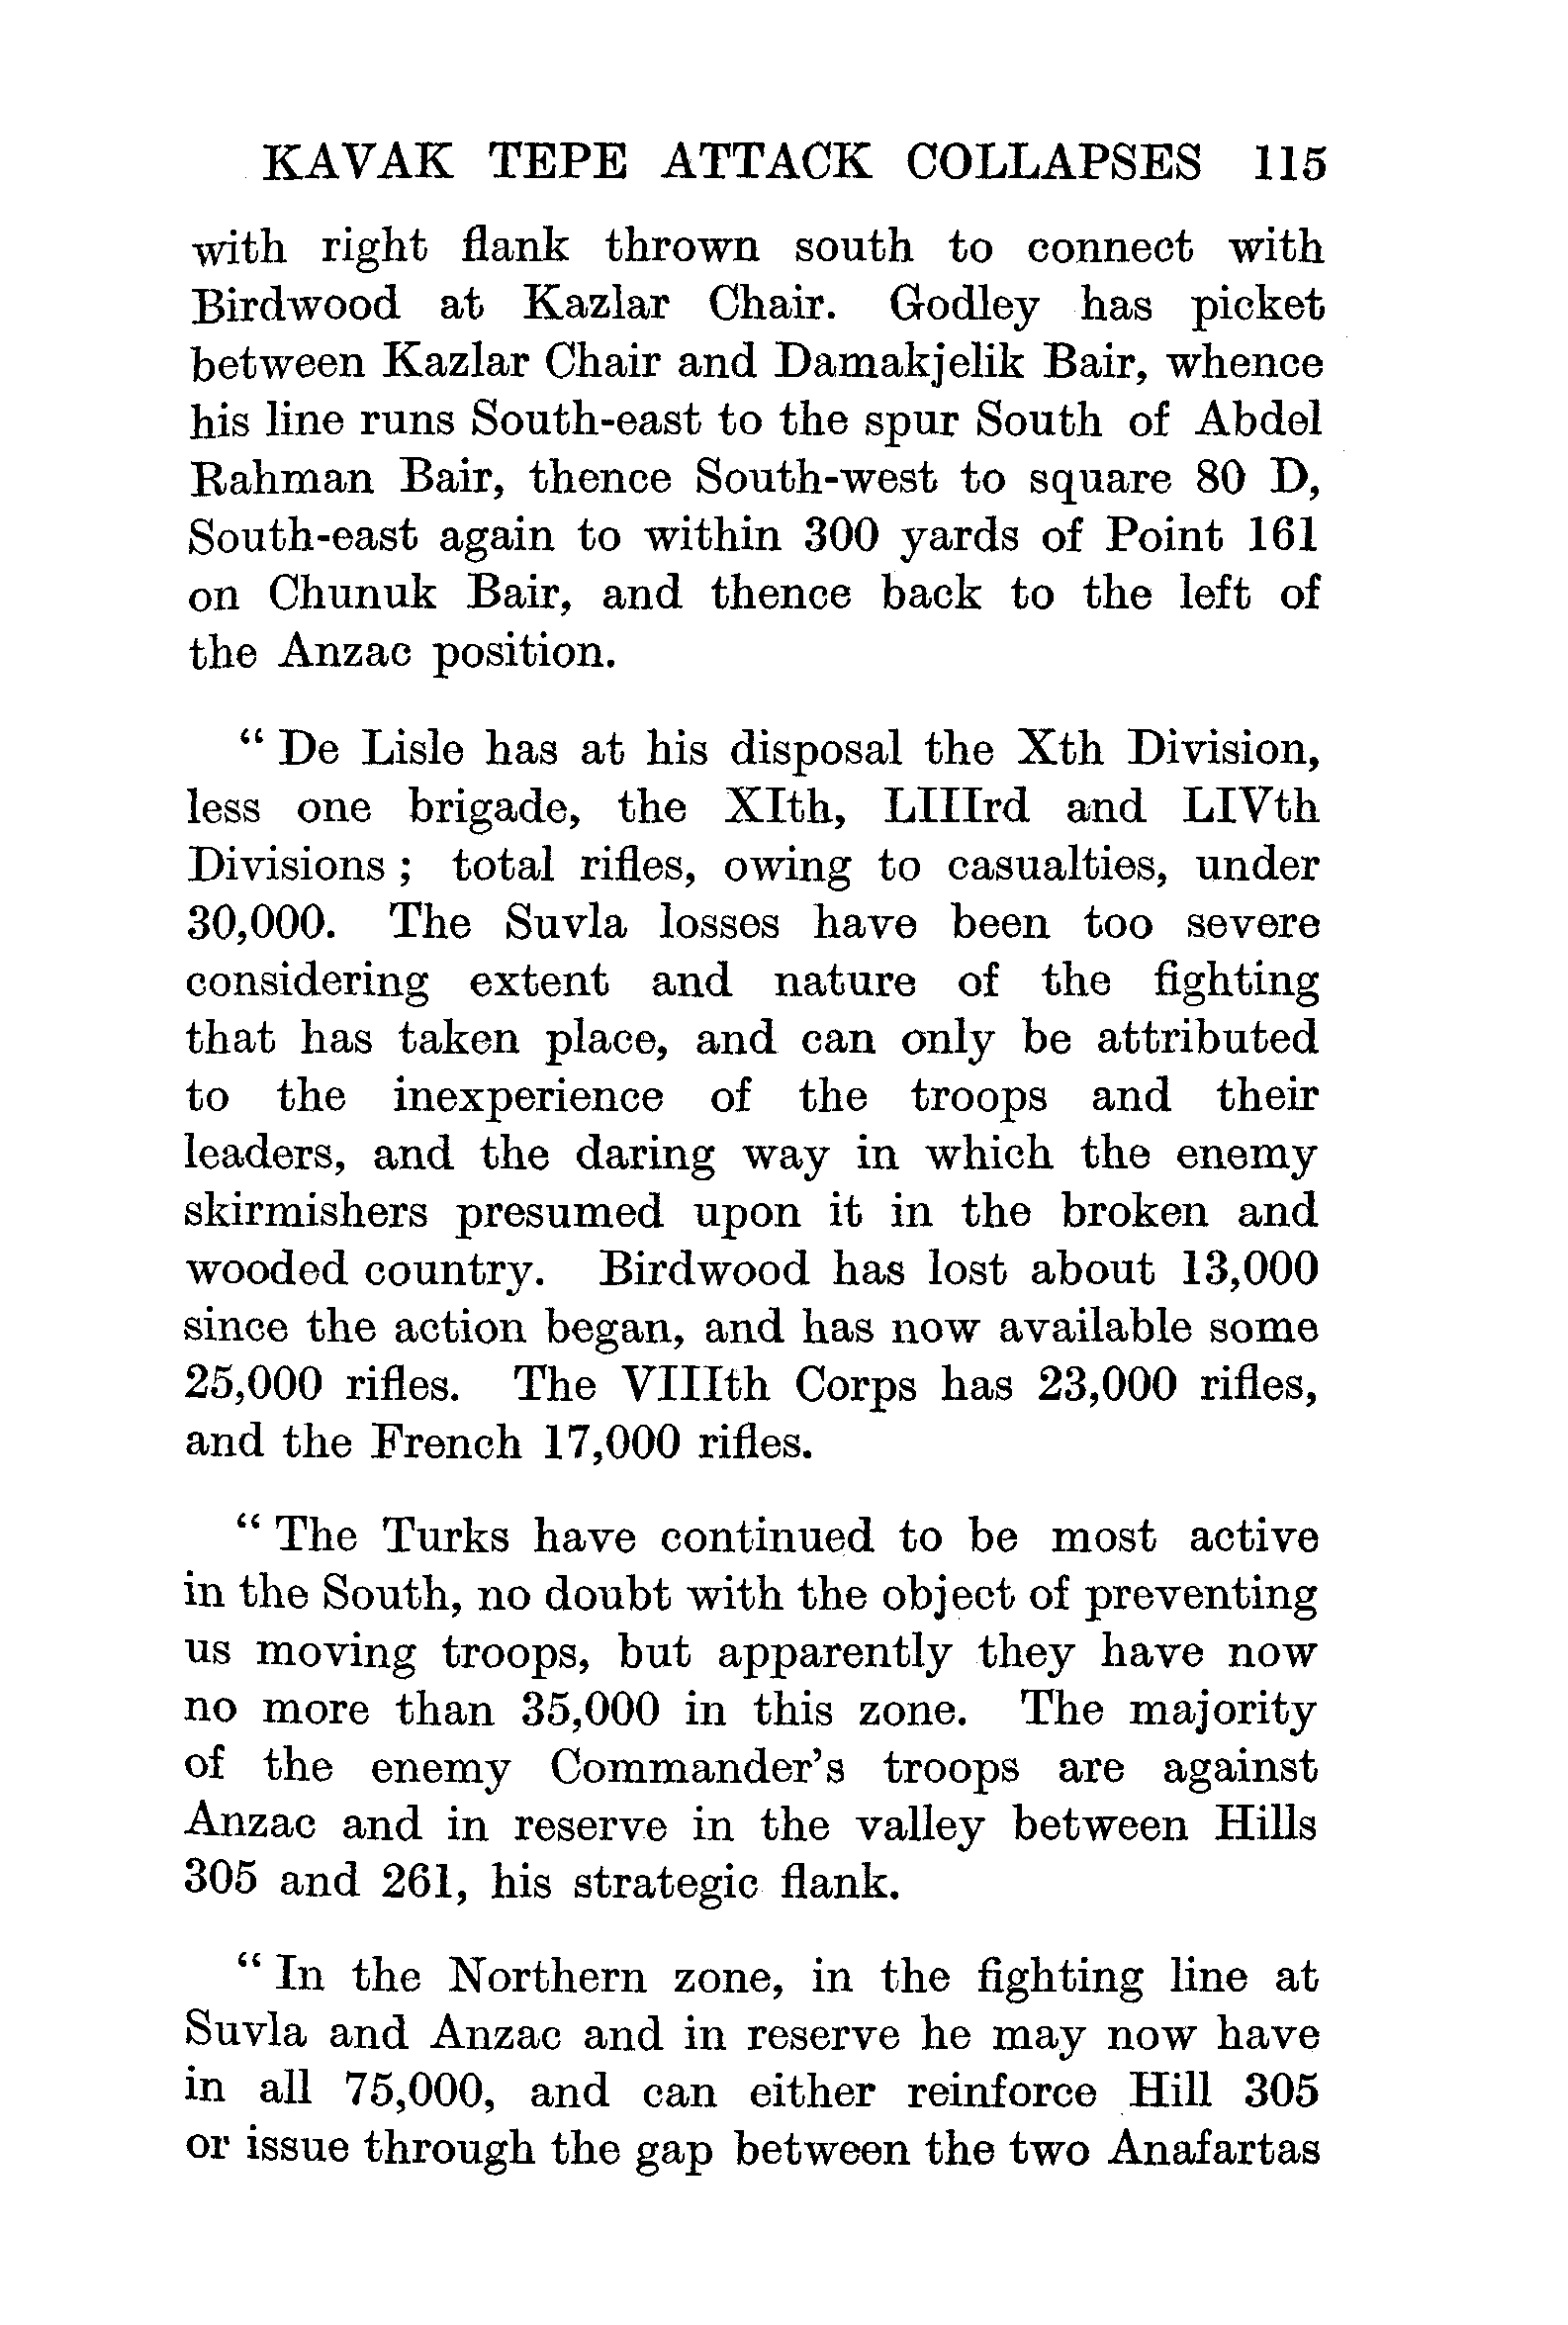 KAVAK TEPE ATTACK COLLAPSES 115
with right flank thrown south to connect with
Birdwood at Kazlar Chair. Godley has picket
between Kazlar Chair and Damakjelik Bair, whence
his line runs South-east to the spur South of Abdel
Rahman Bair, thence South-west to square 80 D,
South-east again to within 300 yards of Point 161
on Chunuk Bair, and thence back to the left of
the Anzac position.
“ De Lisle has at his disposal the Xth Division,
less one brigade, the XIth, LIIIrd and LIVth
Divisions ; total rifles, owing to casualties, under
30,000. The Suvla losses have been too severe
considering extent and nature of the fighting
that has taken place, and can only be attributed
to the inexperience of the troops and their
leaders, and the daring way in which the enemy
skirmishers presumed upon it in the broken and
wooded country. Birdwood has lost about 13,000
since the action began, and has now available some
25,000 rifles. The VIIIth Corps has 23,000 rifles,
and the French 17,000 rifles.
“ The Turks have continued to be most active
in the South, no doubt with the object of preventing
us moving troops, but apparently they have now
no more than 35,000 in this zone. The majority
of the enemy Commander’s troops are against
Anzac and in reserve in the valley between Hills
305 and 261, his strategic flank.
“ In the Northern zone, in the fighting line at
Suvla and Anzac and in reserve he may now have
in all 75,000, and can either reinforce Hill 305
or issue through the gap between the two Anafartas